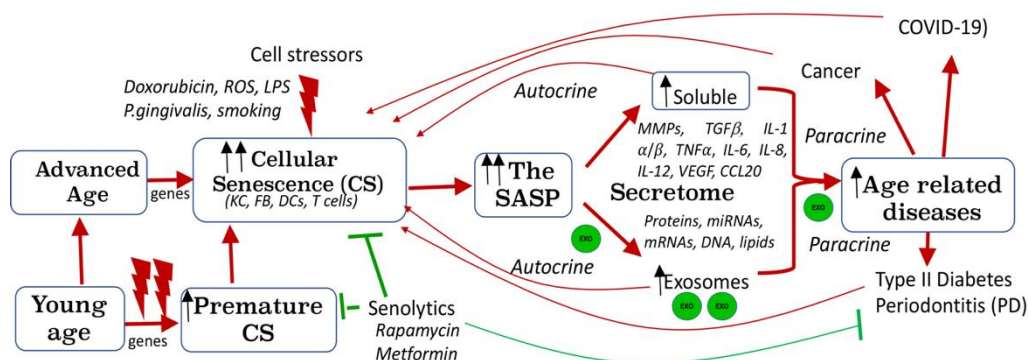 COVID-19)
Cell stressors
Doxorubicin, ROS, LPS
P.gingivalis, smoking
Cancer
Autocrine
Soluble
MMPs, TGFβ, IL-1
α/β, TNFα, IL-6, IL-8,
IL-12, VEGF, CCL20
Paracrine
Advanced
Age
genes
Cellular
Senescence (CS)
(KC, FB, DCs, T cells)
The
SASP
Secretome
Proteins, miRNAs,
mRNAs, DNA, lipids
EXO
EXO
Age related
diseases
Paracrine
Autocrine
Exosomes
EXO
EXO
Type II Diabetes
Periodontitis (PD)
Young
age
genes
Premature
CS
Senolytics
Rapamycin
Metformin